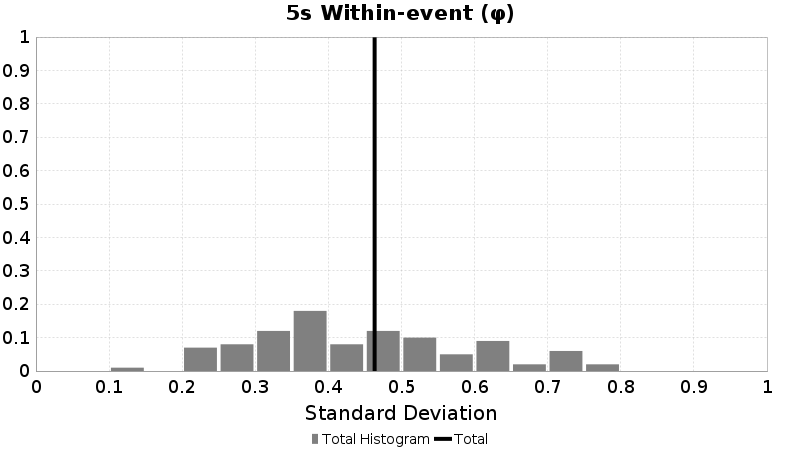 5s Within-event (φ)
1
0.9
0.8
0.7
0.6
0.5
0.4
0.3
0.2
0.1
0
0 0.1 0.2 0.3 0.4 0.5 0.6 0.7 0.8 0.9 1
Standard Deviation
Total Histogram Total